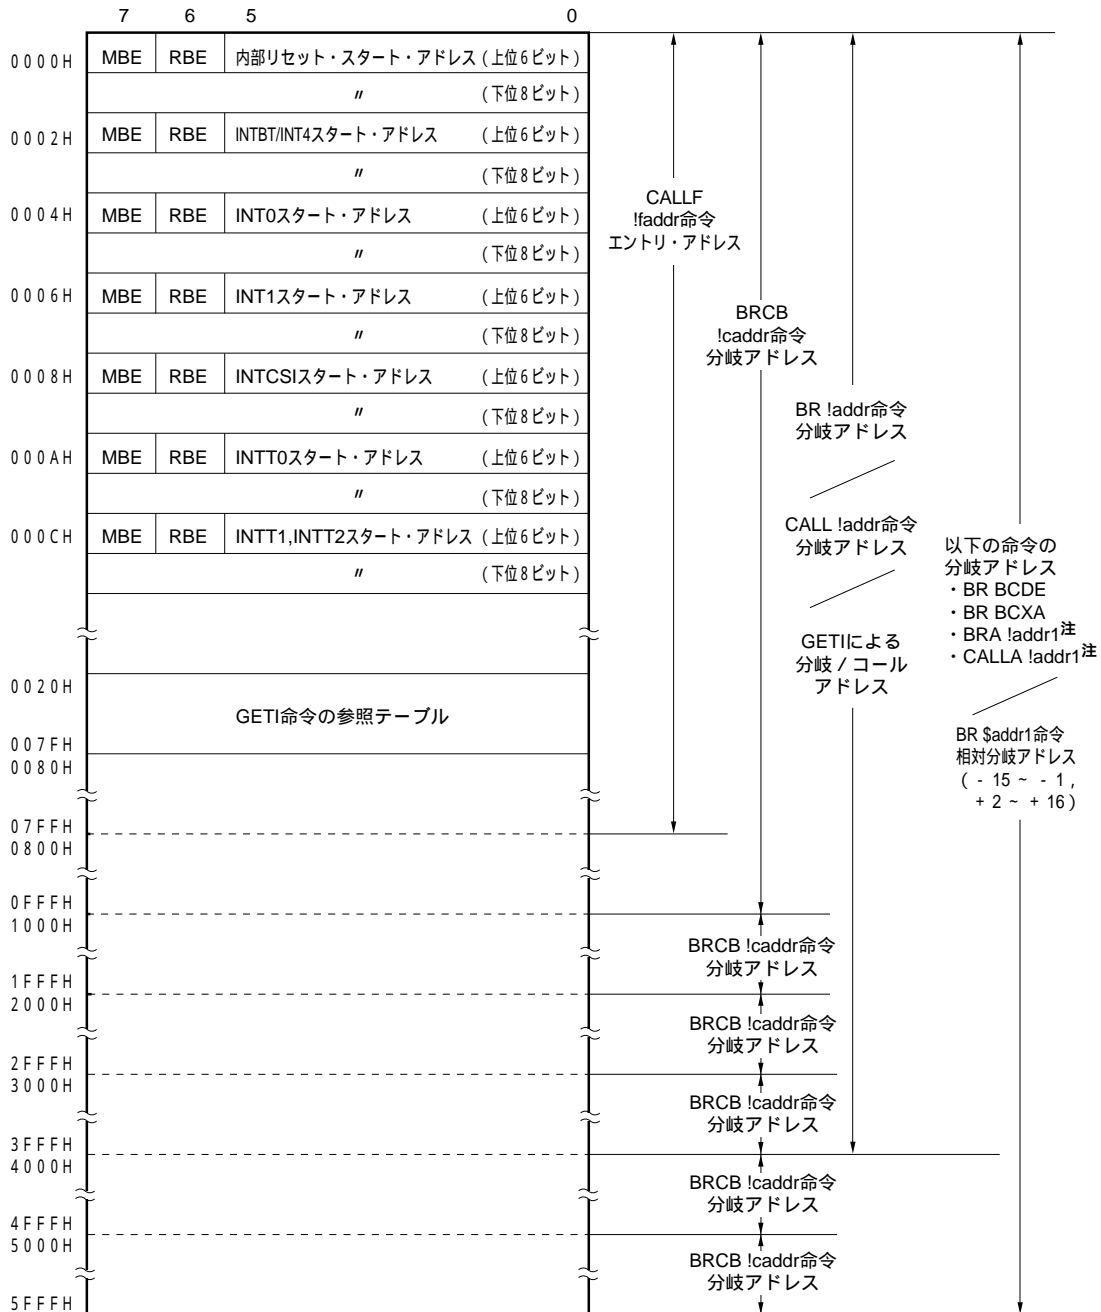 7 6 5 0
0000H MBE RBE 内部リセット・スタート・アドレス(上位6ビット)
〃 (下位8ビット)
0002H MBE RBE INTBT/INT4スタート・アドレス (上位6ビット)
〃 (下位8ビット)
0004H MBE RBE INT0スタート・アドレス (上位6ビット)
〃 (下位8ビット)
0006H MBE RBE INT1スタート・アドレス (上位6ビット)
〃 (下位8ビット)
0008H MBE RBE INTCSIスタート・アドレス (上位6ビット)
〃 (下位8ビット)
000AH MBE RBE INTT0スタート・アドレス (上位6ビット)
〃 (下位8ビット)
000CH MBE RBE INTT1,INTT2スタート・アドレス (上位6ビット)
〃 (下位8ビット)
0020H
GETI命令の参照テーブル
007FH
0080H
07FFH
0800H
0FFFH
1000H
1FFFH
2000H
2FFFH
3000H
3FFFH
4000H
4FFFH
5000H
5FFFH
CALLF
!faddr命令
エントリ・アドレス
BRCB
!caddr命令
分岐アドレス
BRCB !caddr命令
分岐アドレス
BRCB !caddr命令
分岐アドレス
BRCB !caddr命令
分岐アドレス
BRCB !caddr命令
分岐アドレス
BRCB !caddr命令
分岐アドレス
BR !addr命令
分岐アドレス
CALL !addr命令
分岐アドレス
GETIによる
分岐/コール
アドレス
以下の命令の
分岐アドレス
・BR BCDE
・BR BCXA
・BRA !addr1注
・CALLA !addr1注
BR $addr1命令
相対分岐アドレス
(-15~-1,
+2~+16)